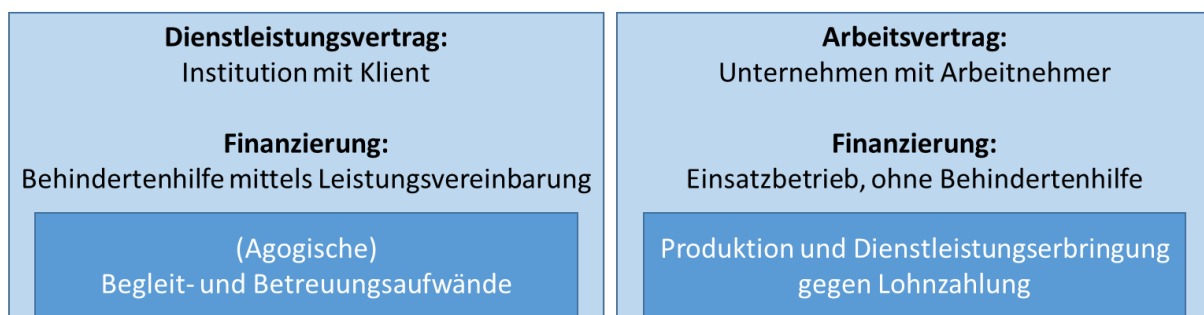 Dienstleistungsvertrag:
Institution mit Klient
Finanzierung:
Behindertenhilfe mittels Leistungsvereinbarung
(Agogische)
Begleit- und Betreuungsaufwände
Arbeitsvertrag:
Unternehmen mit Arbeitnehmer
Finanzierung:
Einsatzbetrieb, ohne Behindertenhilfe
Produktion und Dienstleistungserbringung
gegen Lohnzahlung